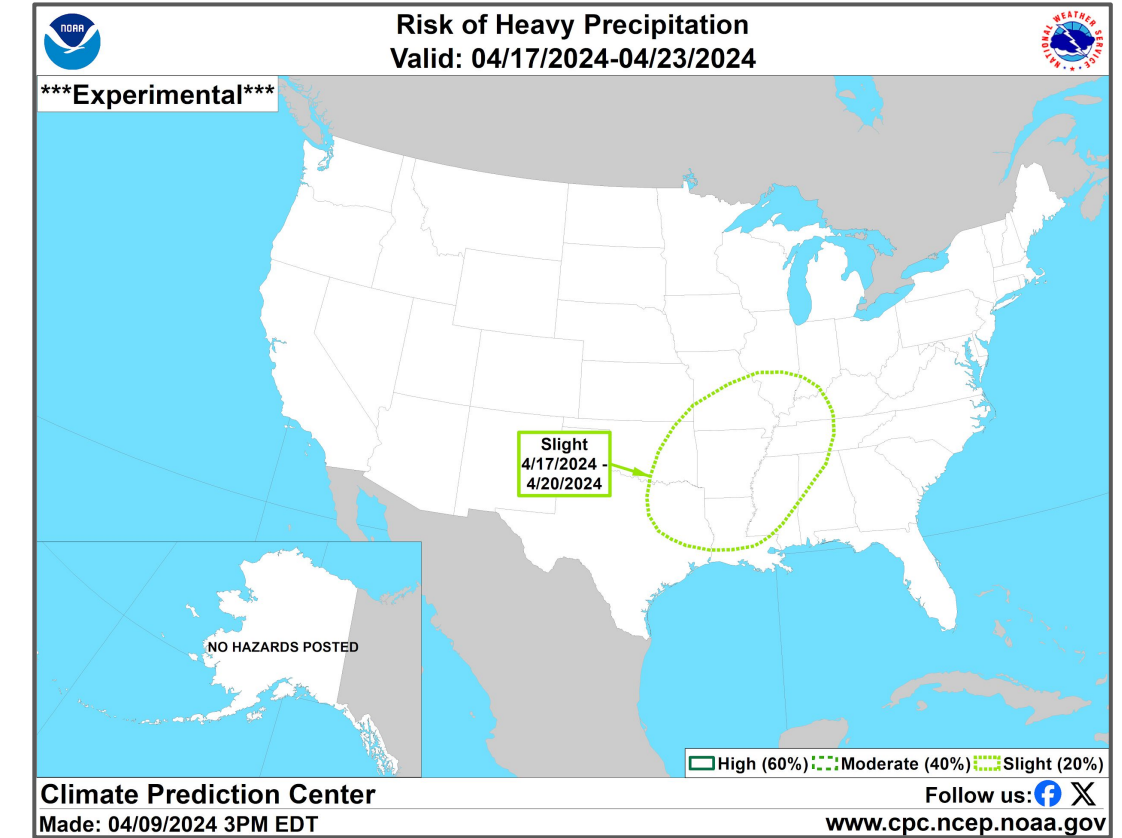 NOAA
Risk of Heavy Precipitation
Valid: 04/17/2024-04/23/2024
NATIONAL WEATHER SERVICE
***Experimental***
Slight
4/17/2024 -
4/20/2024
NO HAZARDS POSTED
High (60%) Moderate (40%) Slight (20%)
Climate Prediction Center
Follow us:
Made: 04/09/2024 3PM EDT
www.cpc.ncep.noaa.gov